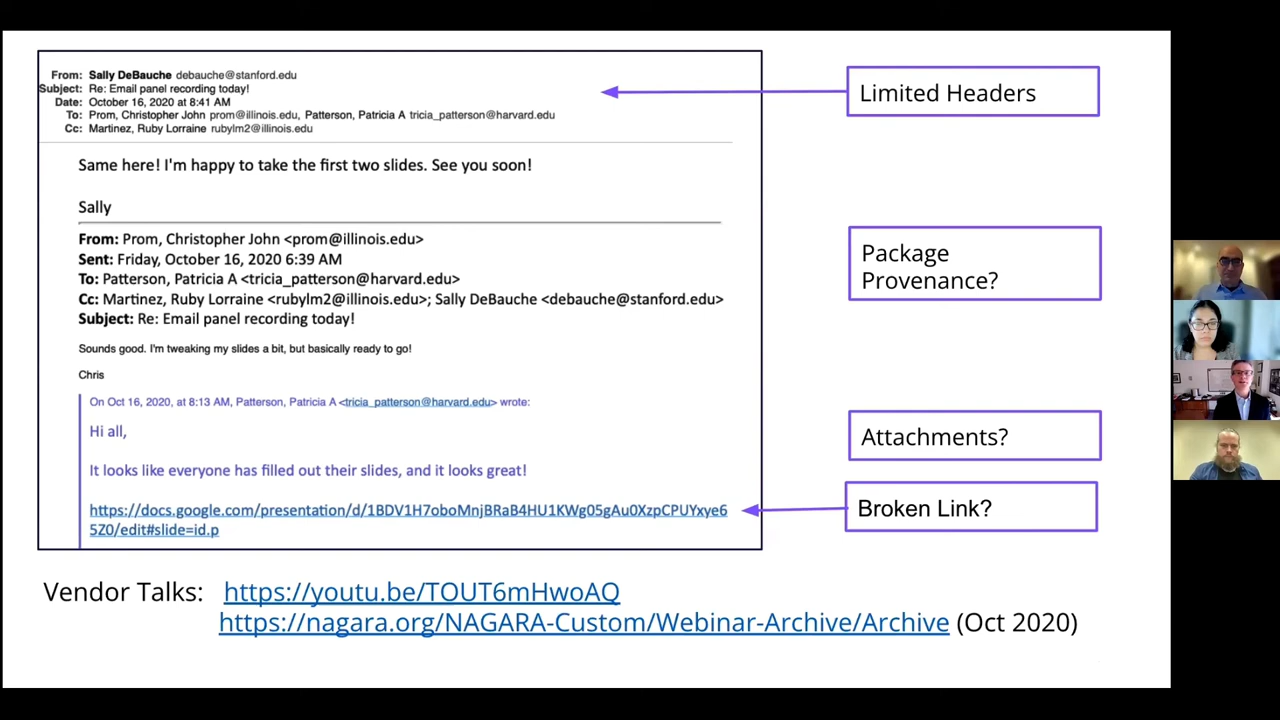 From: Sally DeBauche debauche@stanford.edu
Subject: Re: Email panel recording today!
Date: October 16, 2020 at 8:41 AM
To: Prom, Christopher John prom@illinois.edu, Patterson, Patricia A tricia_patterson@harvard.edu
Cc: Martinez, Ruby Lorraine rubylm2@illinois.edu
Limited Headers
Same here! I'm happy to take the first two slides. See you soon!
Sally
From: Prom, Christopher John <prom@illinois.edu>
Sent: Friday, October 16, 2020 6:39 AM
To: Patterson, Patricia A <tricia_patterson@harvard.edu>
Cc: Martinez, Ruby Lorraine <rubylm2@illinois.edu>; Sally DeBauche <debauche@stanford.edu>
Subject: Re: Email panel recording today!
Package
Provenance?
Sounds good. I'm tweaking my slides a bit, but basically ready to go!
Chris
On Oct 16, 2020, at 8:13 AM, Patterson, Patricia A <tricia_patterson@harvard.edu> wrote:
Hi all,
It looks like everyone has filled out their slides, and it looks great!
Attachments?
https://docs.google.com/presentation/d/1BDV1H7oboMnjBRaB4HU1KWg05gAu0XzpCPUYxye6
5Z0/edit#slide=id.p
Broken Link?
Vendor Talks: https://youtu.be/TOUT6mHwoAQ
https://nagara.org/NAGARA-Custom/Webinar-Archive/Archive (Oct 2020)